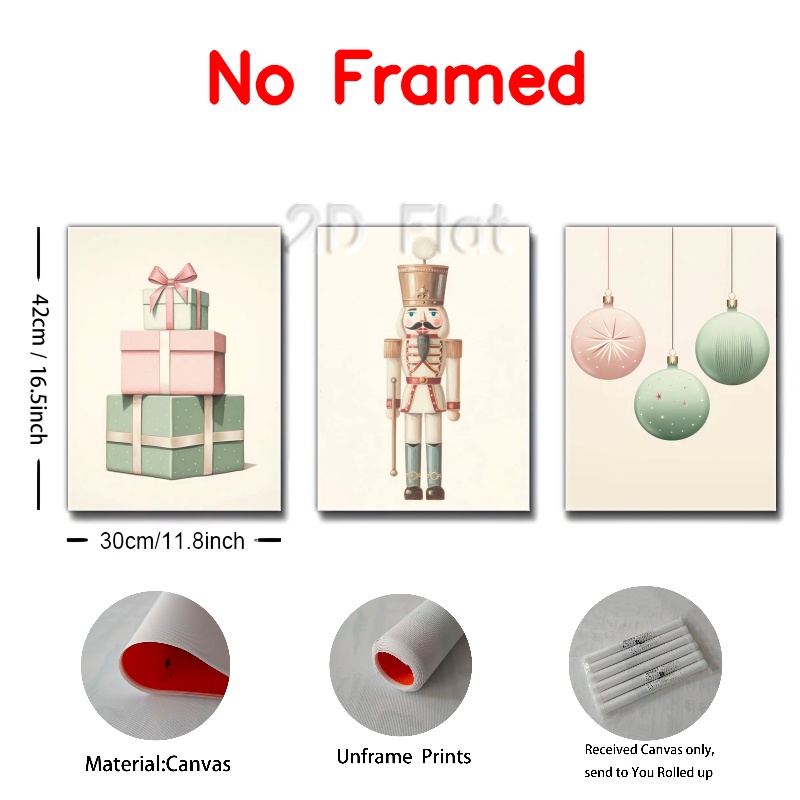 No Framed
2D Flat
42cm / 16.5inch
30cm/11.8inch
Material:Canvas
Unframe Prints
Received Canvas only,
send to You Rolled up